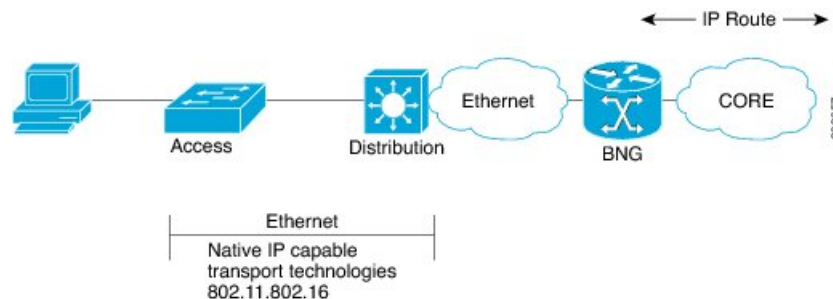 IP Route
Ethernet
CORE
Access
Distribution
BNG
Ethernet
Native IP capable
transport technologies
802.11.802.16